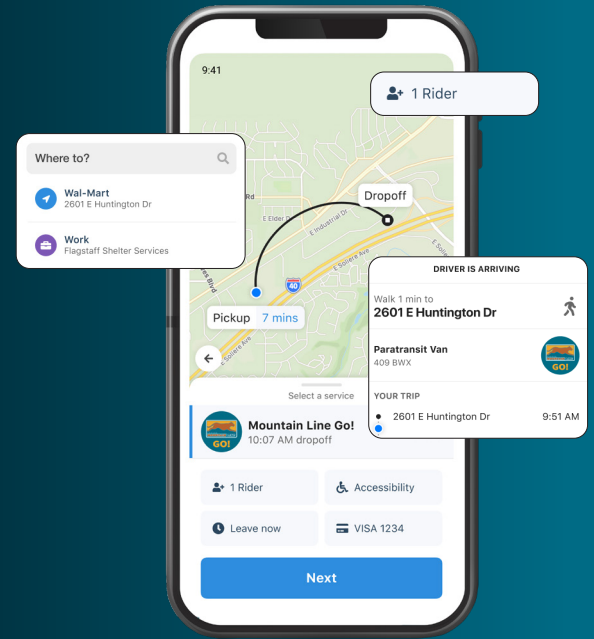 9:41
1 Rider
Where to?
Wal-Mart
2601 E Huntington Dr
Work
Flagstaff Shelter Services
Rd
Dropoff
E Elder D
E Industrial Dr
E Soliere Ave
40
Pickup 7 mins
E Soliere Ave
DRIVER IS ARRIVING
Walk 1 min to
2601 E Huntington Dr
Paratransit Van
409 BWX
GO!
YOUR TRIP
2601 E Huntington Dr 9:51 AM
Select a service
GO!
Mountain Line Go!
10:07 AM dropoff
1 Rider
Accessibility
Leave now
VISA 1234
Next